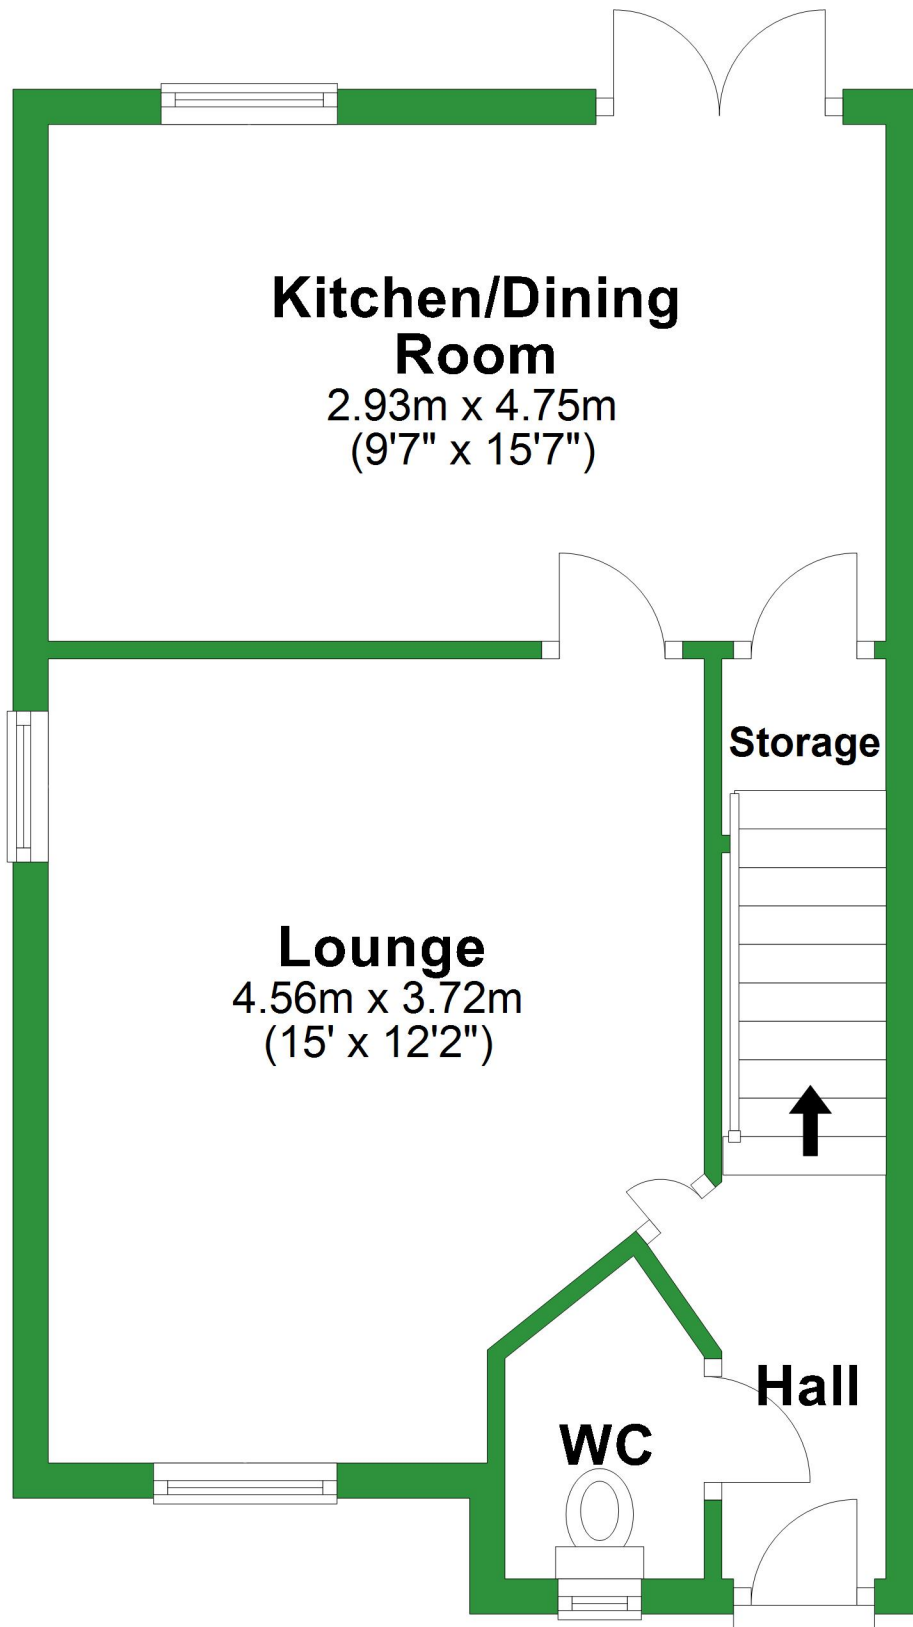 Kitchen/Dining
Room
2.93m x 4.75m
(9'7" x 15'7")
Storage
Lounge
4.56m x 3.72m
(15' x 12'2")
Hall
WC